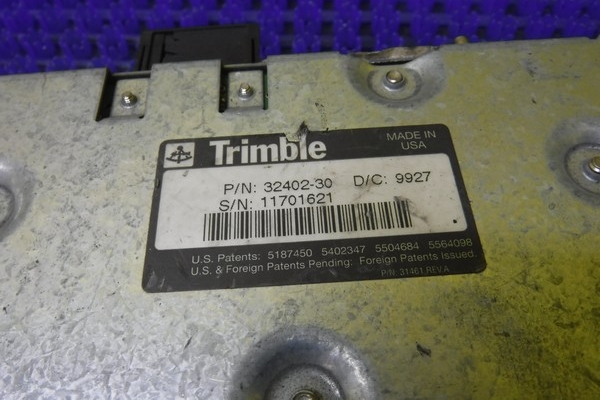 Trimble
MADE IN
USA
P/N: 32402-30 D/C: 9927
S/N: 11701621
U.S. Patents: 5187450 5402347 5504684 5564098
U.S. & Foreign Patents Pending: Foreign Patents Issued.
P/N 31461 REV.A